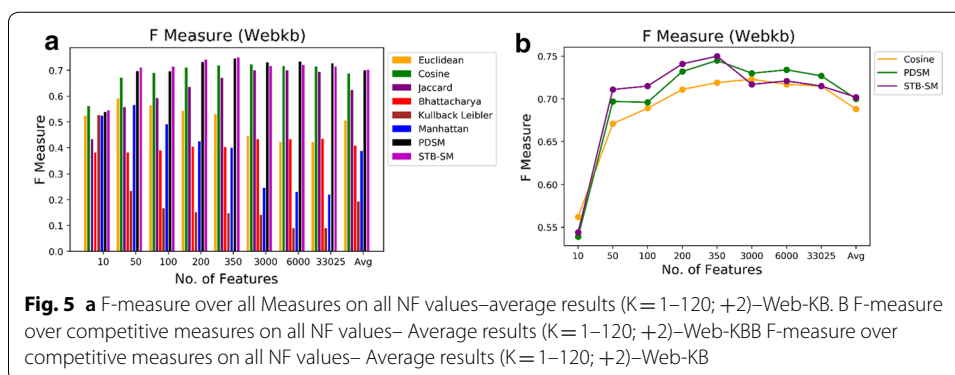 a
F Measure (Webkb)
F Measure
0.7
0.6
0.5
0.4
0.3
0.2
0.1
0.0
10 50 100 200 350 3000 6000 33025 Avg
No. of Features
Euclidean
Cosine
Jaccard
Bhattacharya
Kullback Leibler
Manhattan
PDSM
STB-SM
b
F Measure (Webkb)
F Measure
0.75
0.70
0.65
0.60
0.55
10 50 100 200 350 3000 6000 33025 Avg
No. of Features
Cosine
PDSM
STB-SM
Fig. 5 a F-measure over all Measures on all NF values–average results (K = 1–120; +2)–Web-KB. B F-measure
over competitive measures on all NF values– Average results (K = 1–120; +2)–Web-KBB F-measure over
competitive measures on all NF values– Average results (K = 1–120; +2)–Web-KB